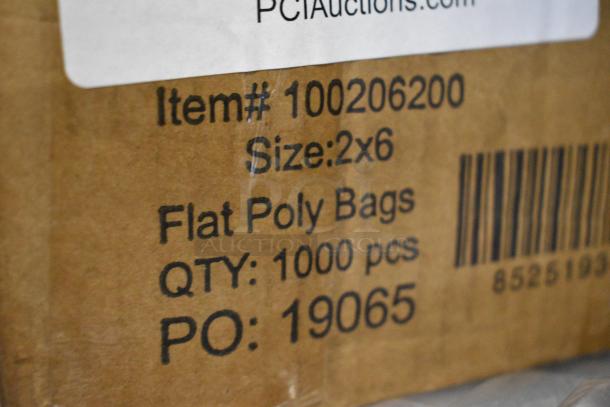 PCIAuctions.com
Item# 100206200
Size:2x6
Flat Poly Bags
QTY: 1000 pcs
PO: 19065
8525193